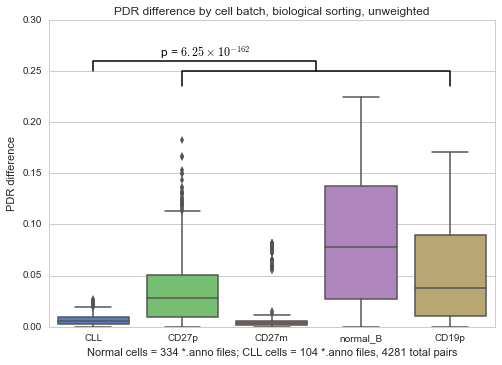 PDR difference by cell batch, biological sorting, unweighted
0.30
p = 6.25 × 10⁻¹⁶²
0.25
0.20
PDR difference
0.15
0.10
0.05
0.00
CLL CD27p CD27m normal_B CD19p
Normal cells = 334 *.anno files; CLL cells = 104 *.anno files, 4281 total pairs